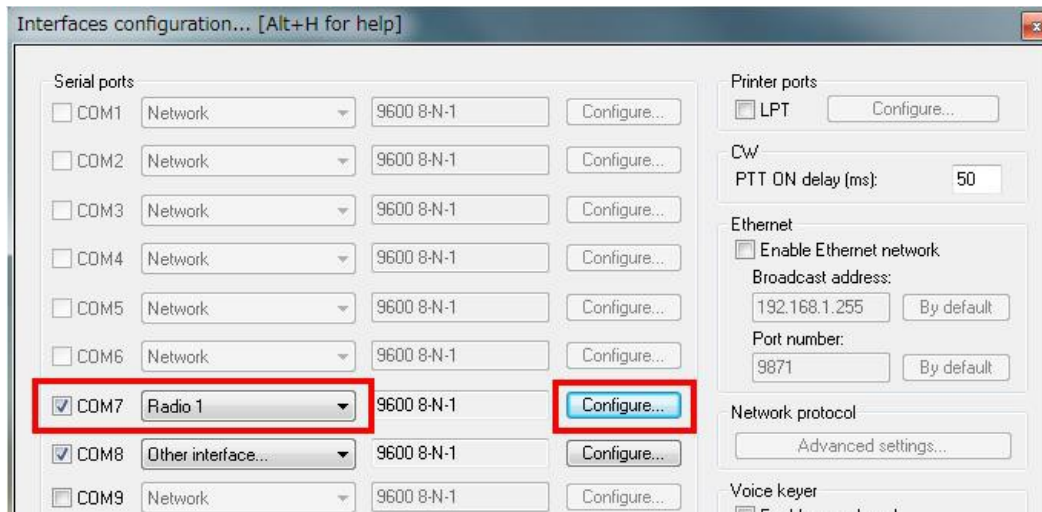 Interfaces configuration... [Alt+H for help]
Serial ports
COM1 Network 9600 8-N-1 Configure...
COM2 Network 9600 8-N-1 Configure...
COM3 Network 9600 8-N-1 Configure...
COM4 Network 9600 8-N-1 Configure...
COM5 Network 9600 8-N-1 Configure...
COM6 Network 9600 8-N-1 Configure...
COM7 Radio 1 9600 8-N-1 Configure...
COM8 Other interface... 9600 8-N-1 Configure...
COM9 Network 9600 8-N-1 Configure...
Printer ports
LPT Configure...
CW
PTT ON delay (ms): 50
Ethernet
Enable Ethernet network
Broadcast address:
192.168.1.255 By default
Port number:
9871 By default
Network protocol
Advanced settings...
Voice keyer